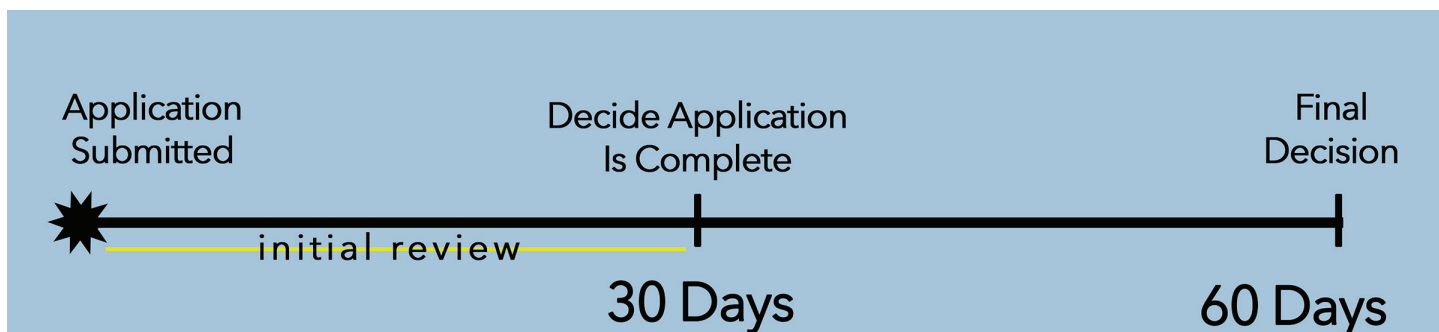 Application
Submitted
Decide Application
Is Complete
Final
Decision
initial review
30 Days
60 Days